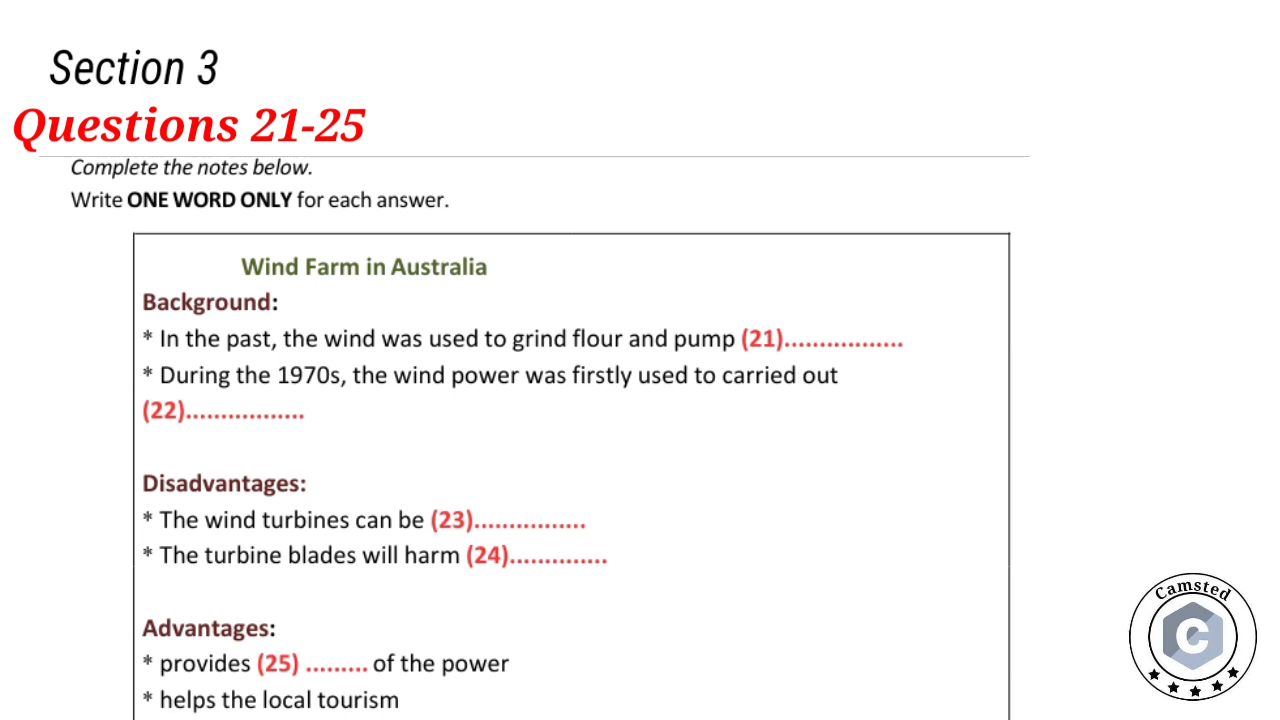 Section 3
Questions 21-25
Complete the notes below.
Write ONE WORD ONLY for each answer.
Wind Farm in Australia
Background:
* In the past, the wind was used to grind flour and pump (21).................
* During the 1970s, the wind power was firstly used to carried out
(22).................
Disadvantages:
* The wind turbines can be (23)................
* The turbine blades will harm (24)..............
Advantages:
* provides (25) ......... of the power
* helps the local tourism
Camsted
C